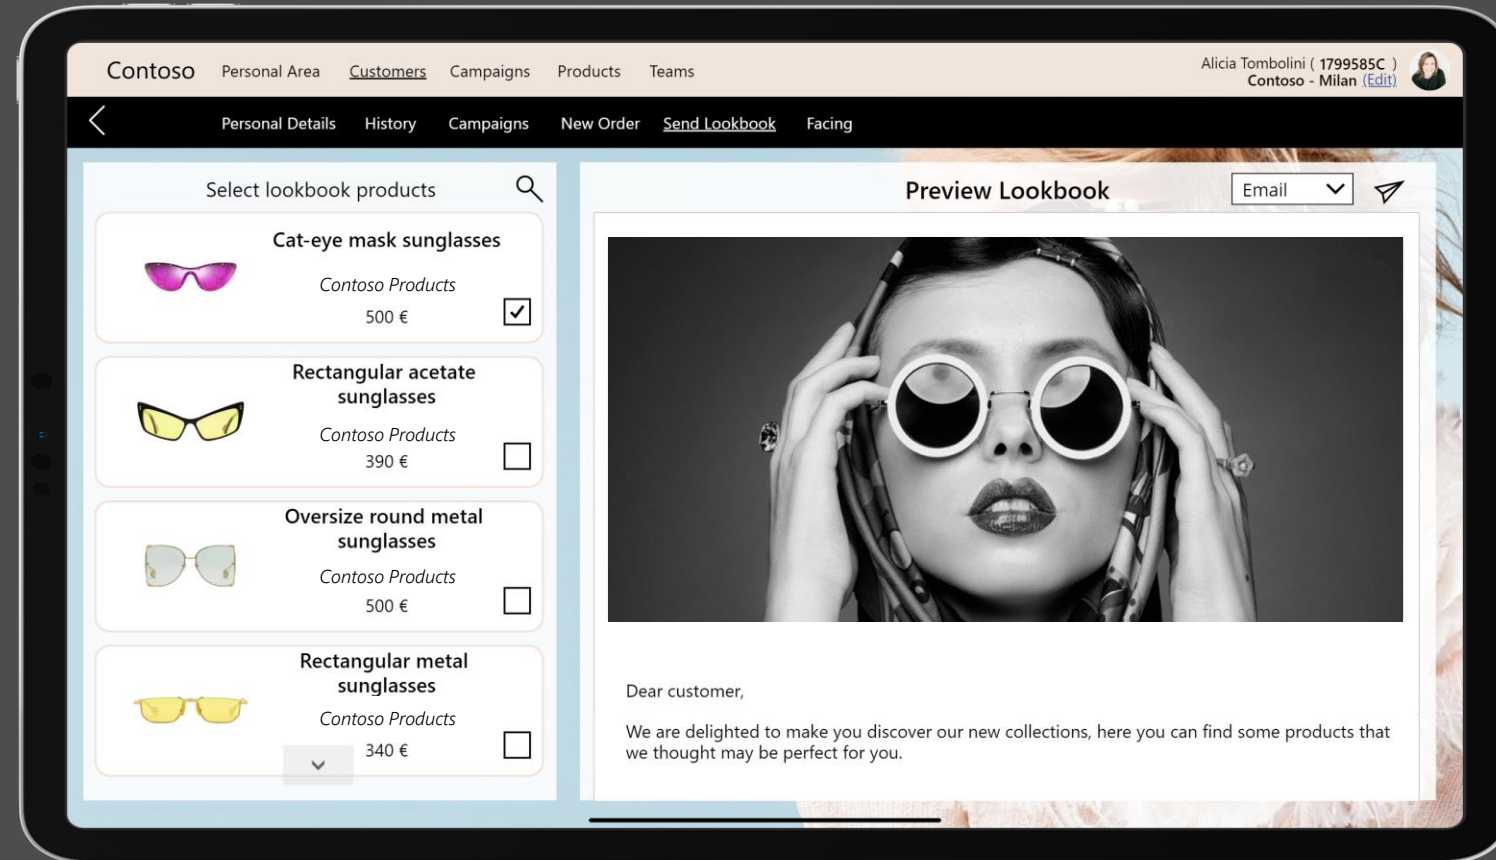 Contoso Personal Area Customers Campaigns Products Teams
Alicia Tombolini ( 1799585C )
Contoso - Milan (Edit)
Personal Details History Campaigns New Order Send Lookbook Facing
Select lookbook products
Cat-eye mask sunglasses
Contoso Products
500 €
Rectangular acetate
sunglasses
Contoso Products
390 €
Oversize round metal
sunglasses
Contoso Products
500 €
Rectangular metal
sunglasses
Contoso Products
340 €
Preview Lookbook
Email
Dear customer,
We are delighted to make you discover our new collections, here you can find some products that
we thought may be perfect for you.